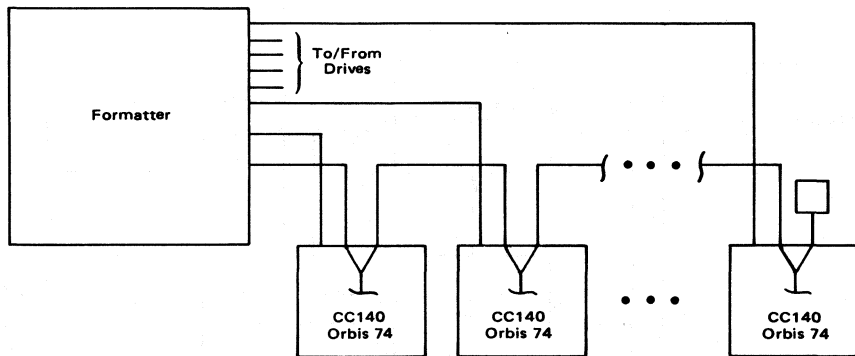 To/From
Drives
Formatter
CC140
Orbis 74
CC140
Orbis 74
CC140
Orbis 74